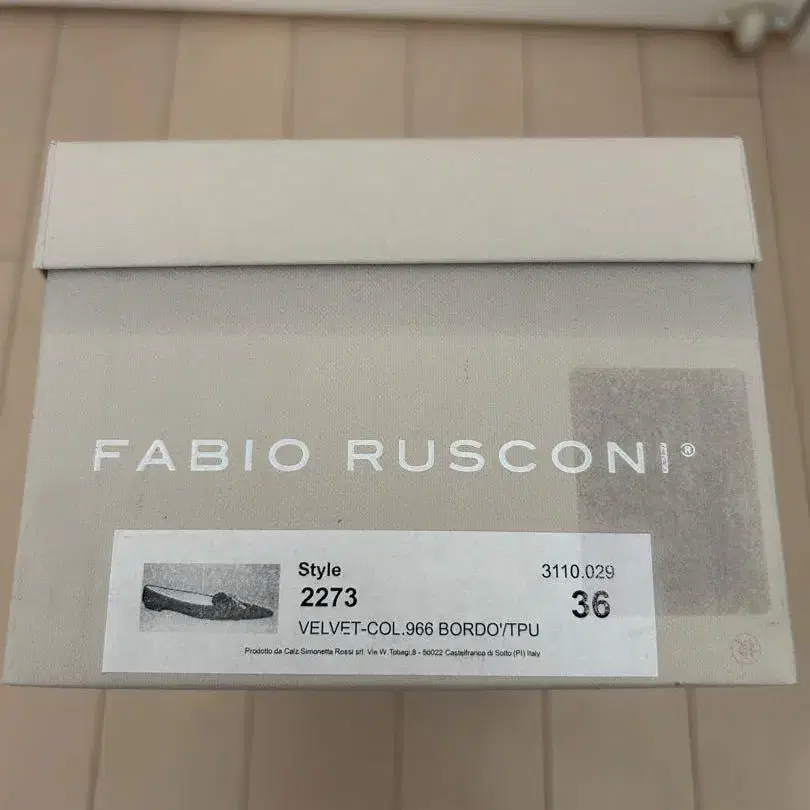 FABIO RUSCONI®
Style
3110.029
2273
36
VELVET-COL.966 BORDO'/TPU
Prodotto da Calz.Simonetta Rossi srl. Via W.Tobagi,8 - 56022 Castelfranco di Sotto (PI) Italy